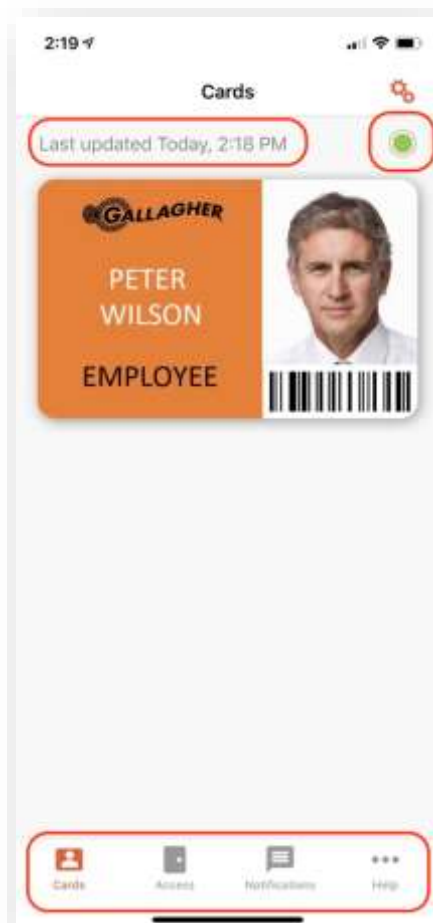 2:19
Cards
Last updated Today, 2:18 PM
GALLAGHER
PETER
WILSON
EMPLOYEE
Cards
Access
Notifications
Help